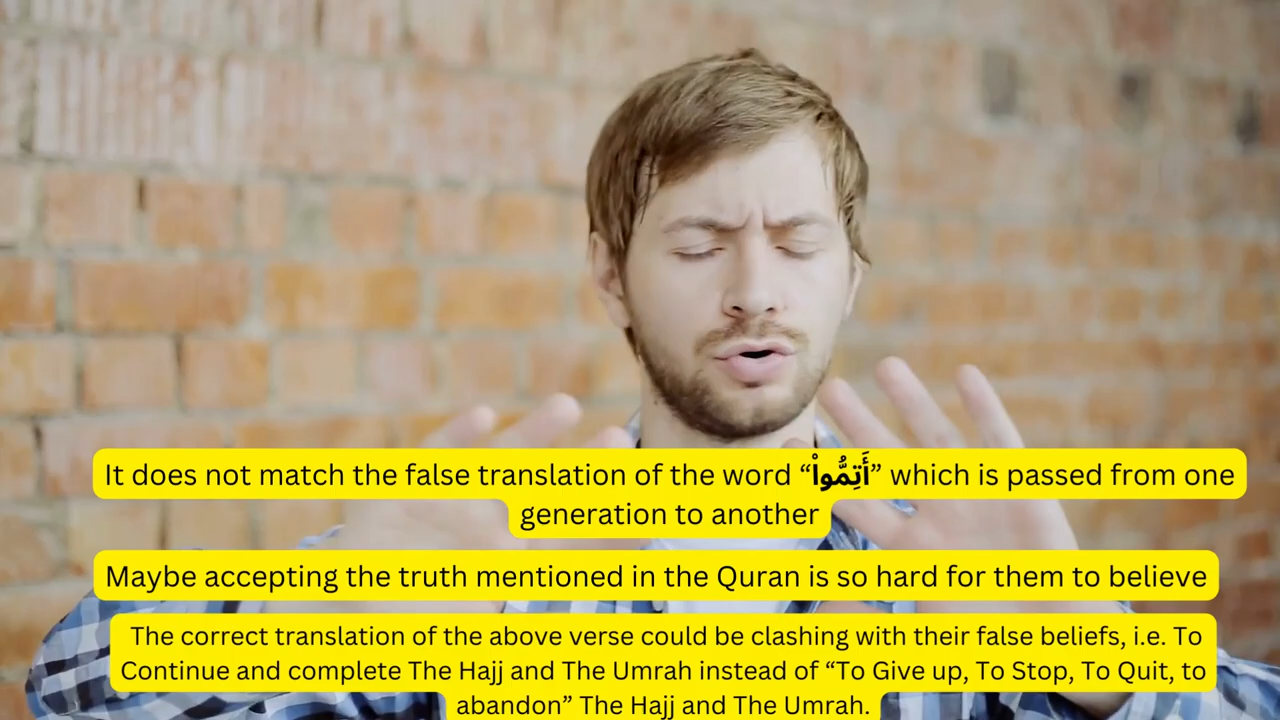 It does not match the false translation of the word “أَتِمُّواْ” which is passed from one
generation to another
Maybe accepting the truth mentioned in the Quran is so hard for them to believe
The correct translation of the above verse could be clashing with their false beliefs, i.e. To
Continue and complete The Hajj and The Umrah instead of “To Give up, To Stop, To Quit, to
abandon” The Hajj and The Umrah.